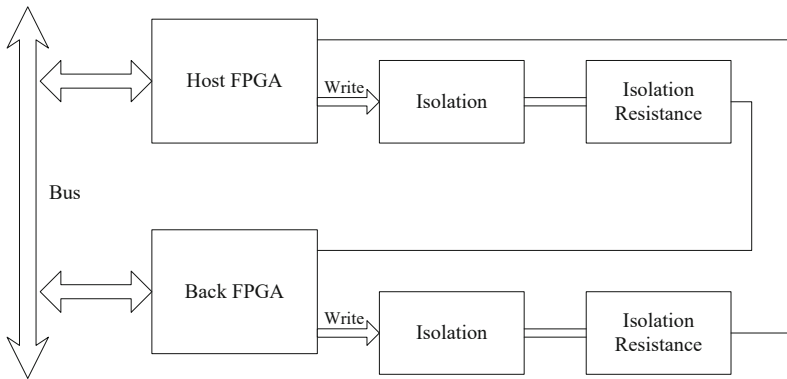 Host FPGA
Write
Isolation
Isolation
Resistance
Bus
Back FPGA
Write
Isolation
Isolation
Resistance